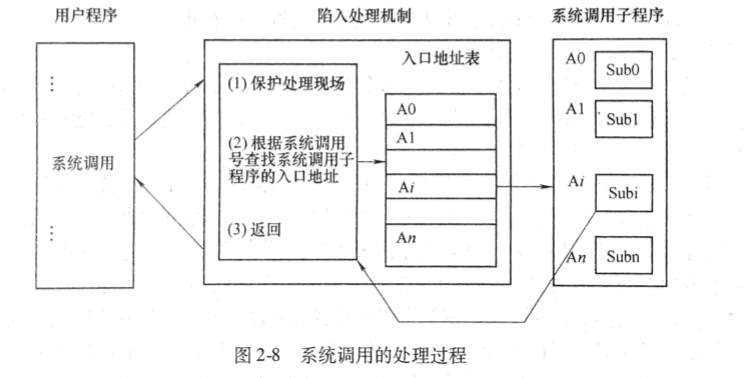 用户程序
陷入处理机制
系统调用子程序
⋮
系统调用
⋮
(1) 保护处理现场
(2) 根据系统调用
号查找系统调用子
程序的入口地址
(3) 返回
入口地址表
A0
A1
Ai
An
A0 Sub0
A1 Sub1
Ai Subi
An Subn
图 2-8 系统调用的处理过程